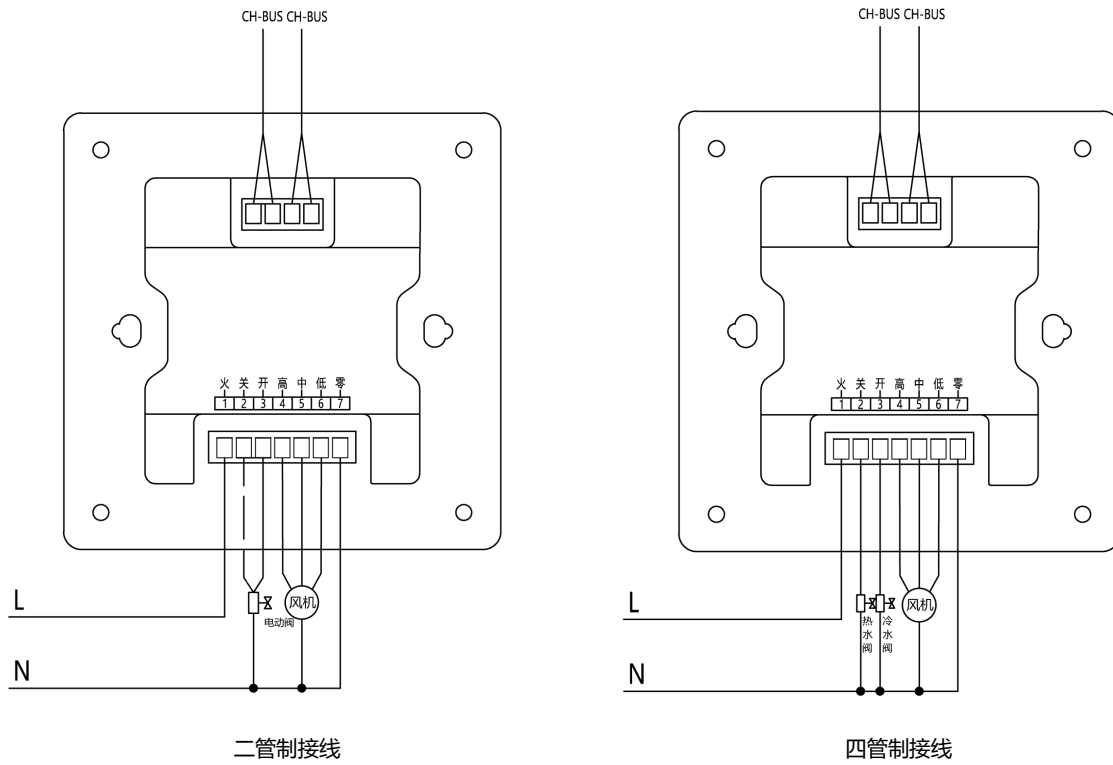 CH-BUS CH-BUS
火 关 开 高 中 低 零
1 2 3 4 5 6 7
L
风机
电动阀
N
二管制接线
CH-BUS CH-BUS
火 关 开 高 中 低 零
1 2 3 4 5 6 7
L
风机
热水阀
冷水阀
N
四管制接线